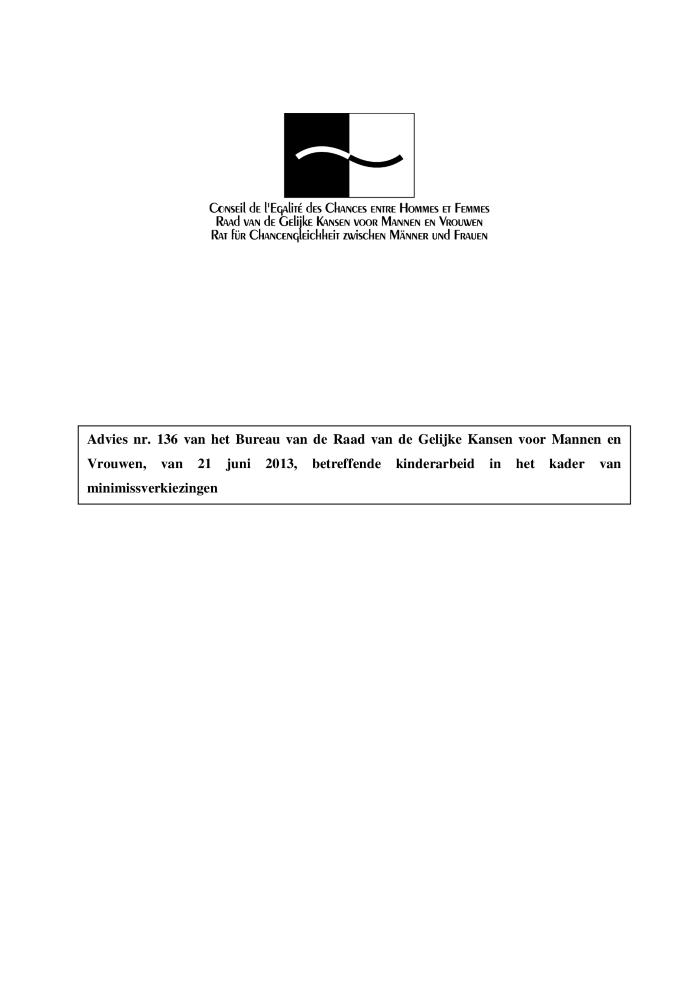 Conseil de l'Egalité des Chances entre Hommes et Femmes
Raad van de Gelijke Kansen voor Mannen en Vrouwen
Rat für Chancengleichheit zwischen Männer und Frauen
Advies nr. 136 van het Bureau van de Raad van de Gelijke Kansen voor Mannen en
Vrouwen, van 21 juni 2013, betreffende kinderarbeid in het kader van
minimissverkiezingen